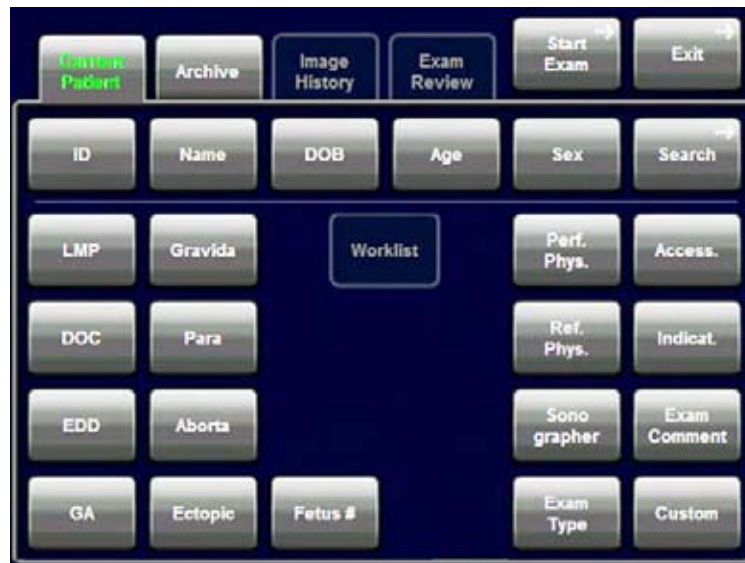 Current
Patient
Archive
Image
History
Exam
Review
Start
Exam
Exit
ID
Name
DOB
Age
Sex
Search
LMP
Gravida
Worklist
Perf.
Phys.
Access.
DOC
Para
Ref.
Phys.
Indicat.
EDD
Aborta
Sono
grapher
Exam
Comment
GA
Ectopic
Fetus #
Exam
Type
Custom